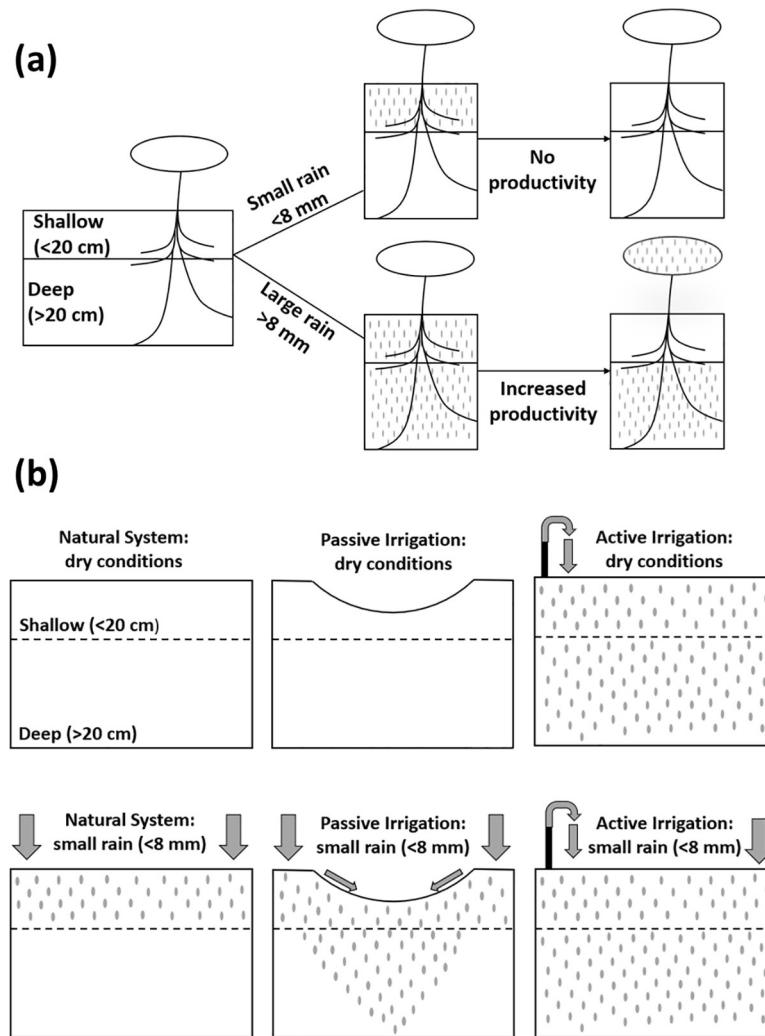 (a)
Shallow
(<20 cm)
Deep
(>20 cm)
Small rain
<8 mm
Large rain
>8 mm
No
productivity
Increased
productivity
(b)
Natural System:
dry conditions
Passive Irrigation:
dry conditions
Active Irrigation:
dry conditions
Shallow (<20 cm)
Deep (>20 cm)
Natural System:
small rain (<8 mm)
Passive Irrigation:
small rain (<8 mm)
Active Irrigation:
small rain (<8 mm)